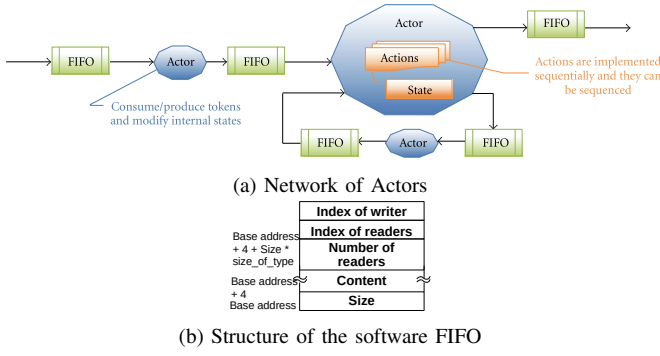 FIFO
Actor
FIFO
Actor
Actions
State
FIFO
Actions are implemented
sequentially and they can
be sequenced
Consume/produce tokens
and modify internal states
FIFO
Actor
FIFO
(a) Network of Actors
Index of writer
Index of readers
Number of
readers
Content
Size
Base address
+ 4 + Size *
size_of_type
Base address
+ 4
Base address
(b) Structure of the software FIFO